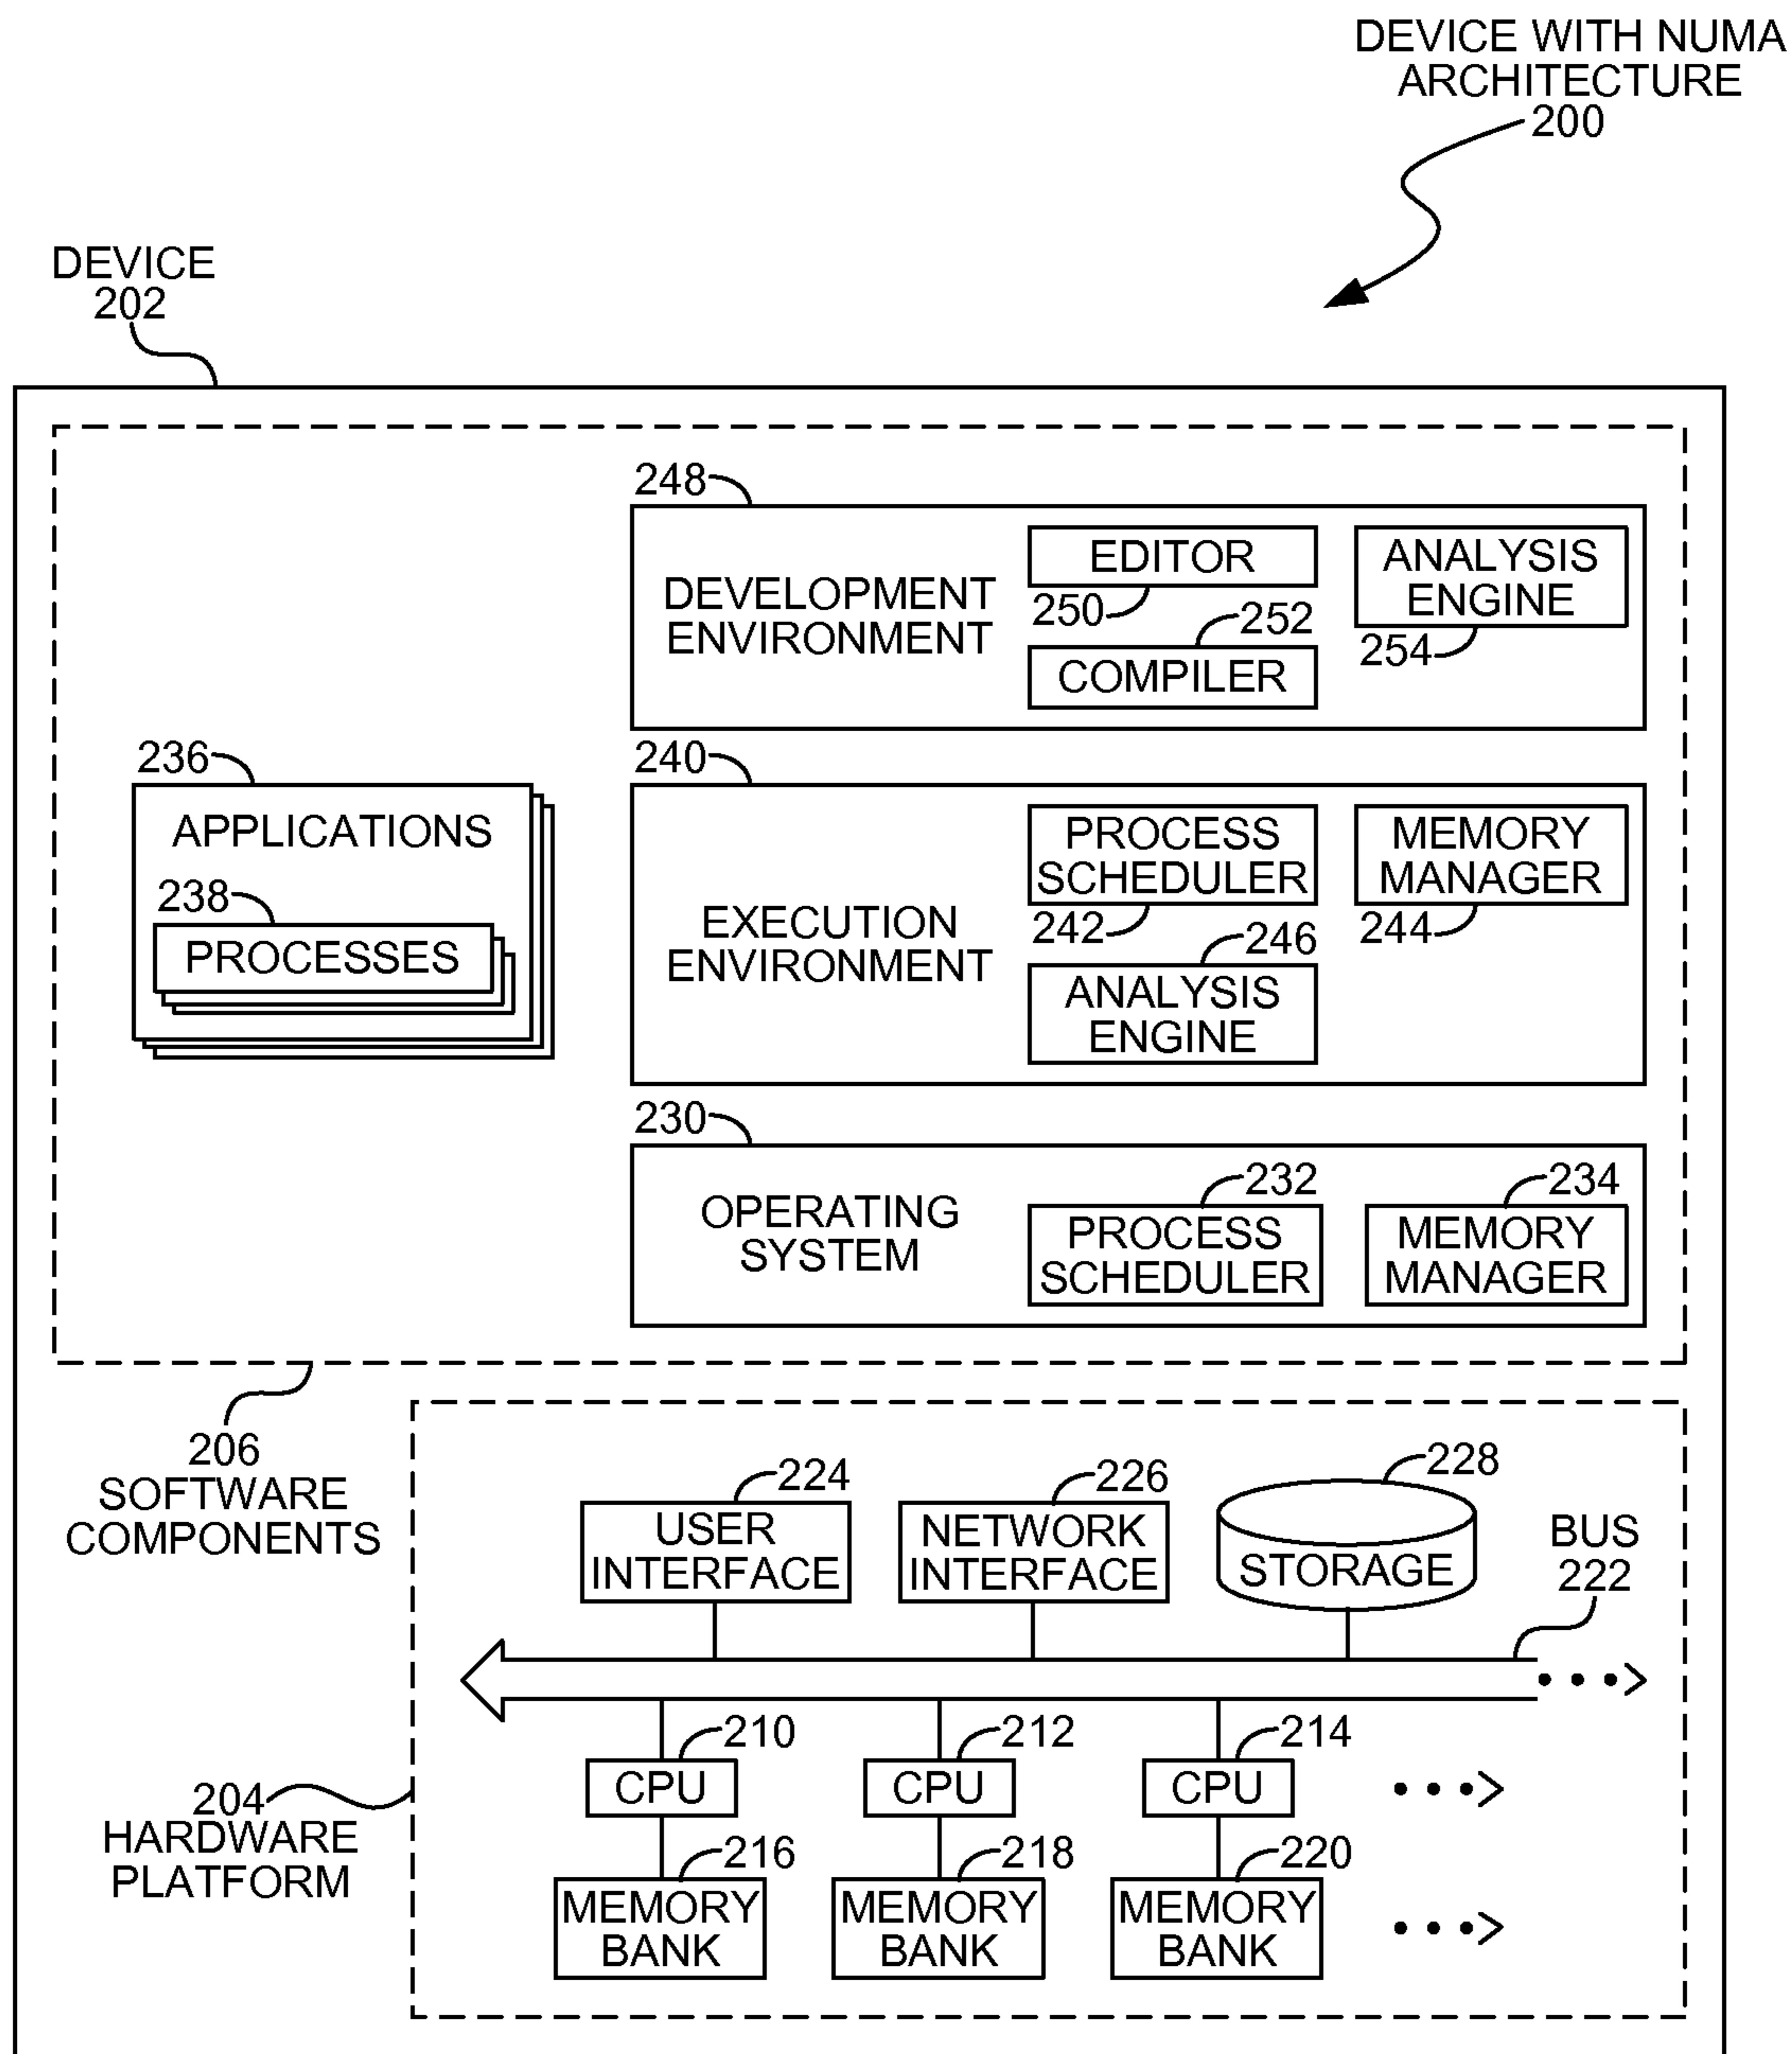 DEVICE WITH NUMA
ARCHITECTURE
200
DEVICE
202
248
DEVELOPMENT
ENVIRONMENT
EDITOR
250
252
COMPILER
ANALYSIS
ENGINE
254
236
APPLICATIONS
238
PROCESSES
240
EXECUTION
ENVIRONMENT
PROCESS
SCHEDULER
242
MEMORY
MANAGER
244
246
ANALYSIS
ENGINE
230
OPERATING
SYSTEM
232
PROCESS
SCHEDULER
234
MEMORY
MANAGER
206
SOFTWARE
COMPONENTS
224
USER
INTERFACE
226
NETWORK
INTERFACE
228
STORAGE
BUS
222
210
CPU
212
CPU
214
CPU
204
HARDWARE
PLATFORM
216
MEMORY
BANK
218
MEMORY
BANK
220
MEMORY
BANK